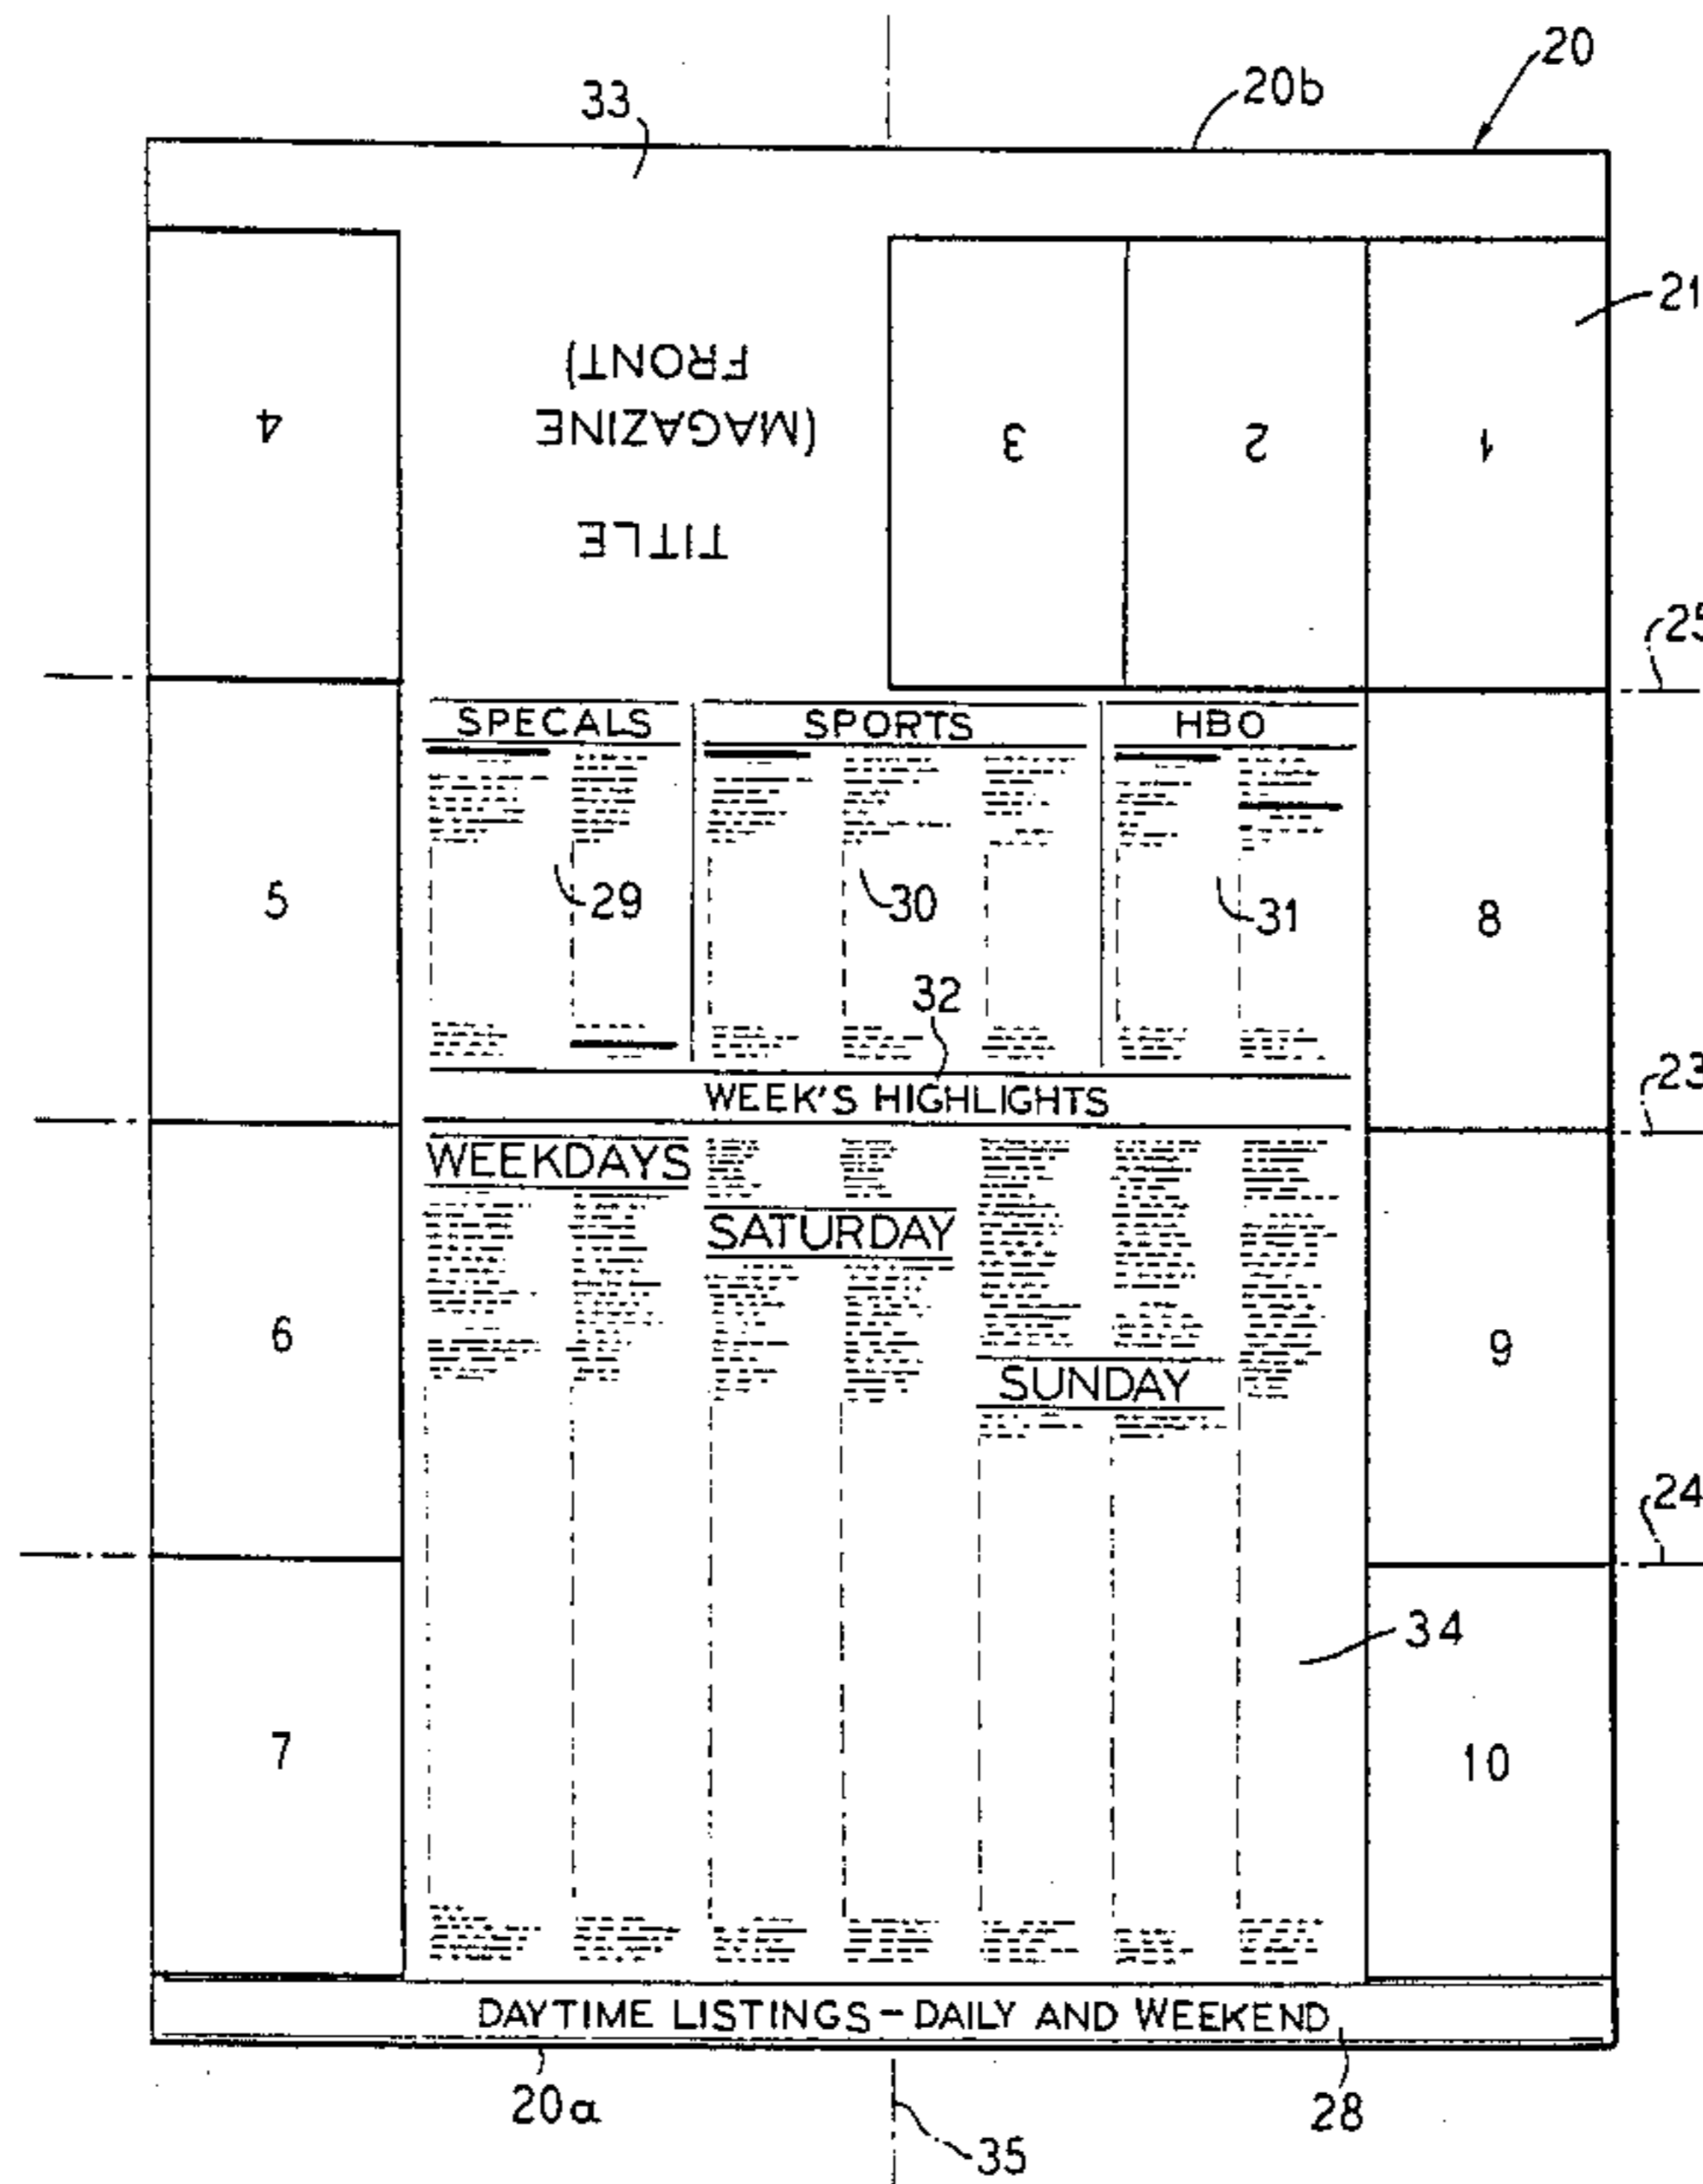 20
20b
33
21
4
TITLE
(MAGAZINE
FRONT)
3
2
1
25
SPECALS
SPORTS
HBO
5
29
30
31
8
32
WEEK'S HIGHLIGHTS
23
WEEKDAYS
SATURDAY
6
9
SUNDAY
24
34
7
10
DAYTIME LISTINGS - DAILY AND WEEKEND
20a
28
35